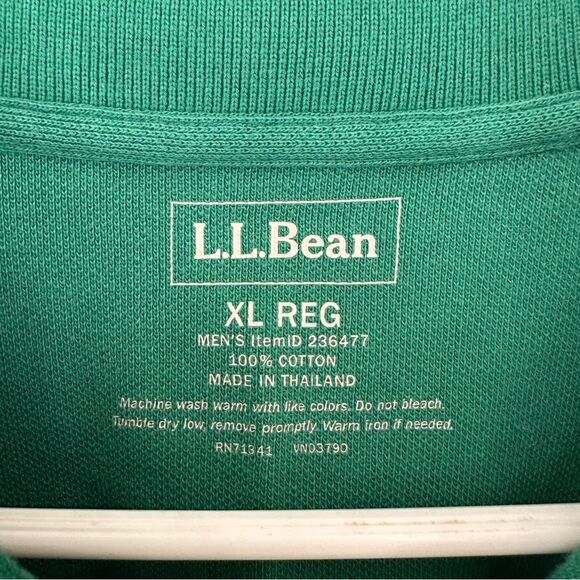 L.L.Bean
XL REG
MEN'S ItemID 236477
100% COTTON
MADE IN THAILAND
Machine wash warm with like colors. Do not bleach.
Tumble dry low, remove promptly. Warm iron if needed.
RN71341 VN03790